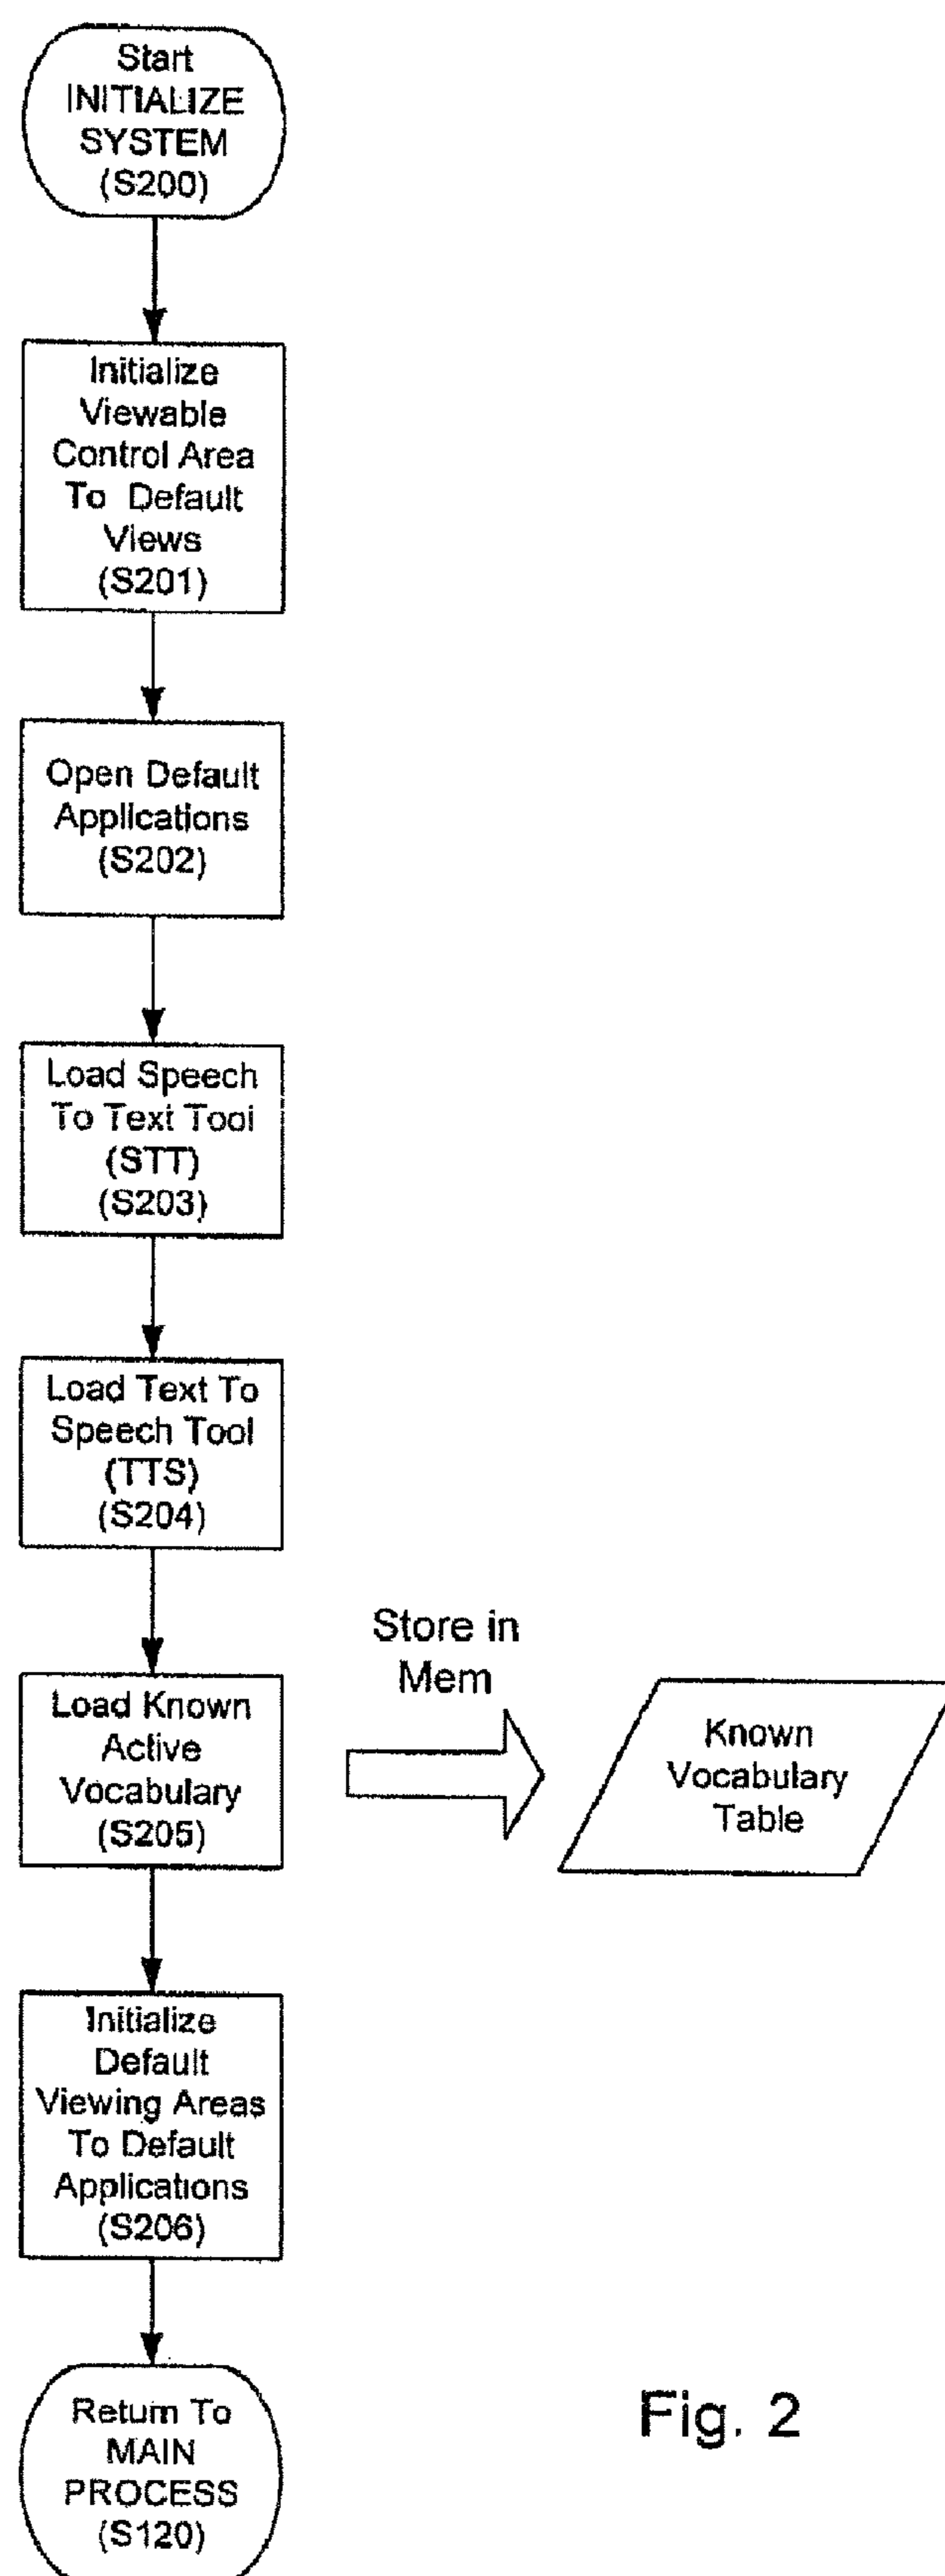 Start
INITIALIZE
SYSTEM
(S200)
Initialize
Viewable
Control Area
To Default
Views
(S201)
Open Default
Applications
(S202)
Load Speech
To Text Tool
(STT)
(S203)
Load Text To
Speech Tool
(TTS)
(S204)
Load Known
Active
Vocabulary
(S205)
Store in
Mem
Known
Vocabulary
Table
Initialize
Default
Viewing Areas
To Default
Applications
(S206)
Return To
MAIN
PROCESS
(S120)
Fig. 2